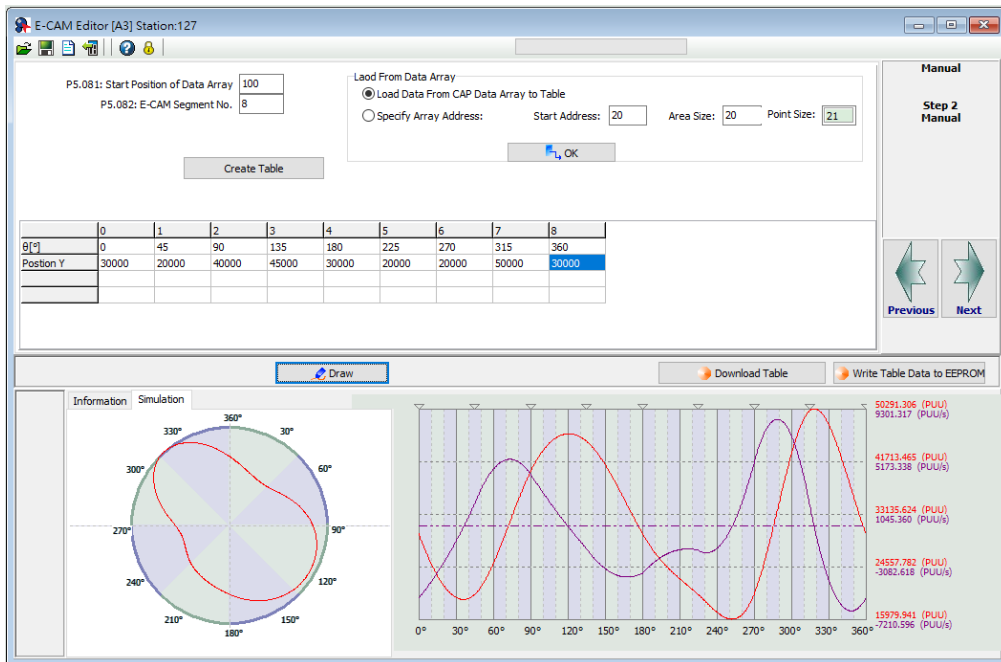 E-CAM Editor [A3] Station:127
P5.081: Start Position of Data Array 100
P5.082: E-CAM Segment No. 8
Create Table
Laod From Data Array
Load Data From CAP Data Array to Table
Specify Array Address: Start Address: 20 Area Size: 20 Point Size: 21
OK
Manual
Step 2
Manual
Previous Next
0 1 2 3 4 5 6 7 8
θ[°] 0 45 90 135 180 225 270 315 360
Postion Y 30000 20000 40000 45000 30000 20000 20000 50000 30000
Draw Download Table Write Table Data to EEPROM
Information Simulation
360°
330° 30°
300° 60°
270° 90°
240° 120°
210° 150°
180°
50291.306 (PUU)
9301.317 (PUU/s)
41713.465 (PUU)
5173.338 (PUU/s)
33135.624 (PUU)
1045.360 (PUU/s)
24557.782 (PUU)
-3082.618 (PUU/s)
15979.941 (PUU)
-7210.596 (PUU/s)
0° 30° 60° 90° 120° 150° 180° 210° 240° 270° 300° 330° 360°